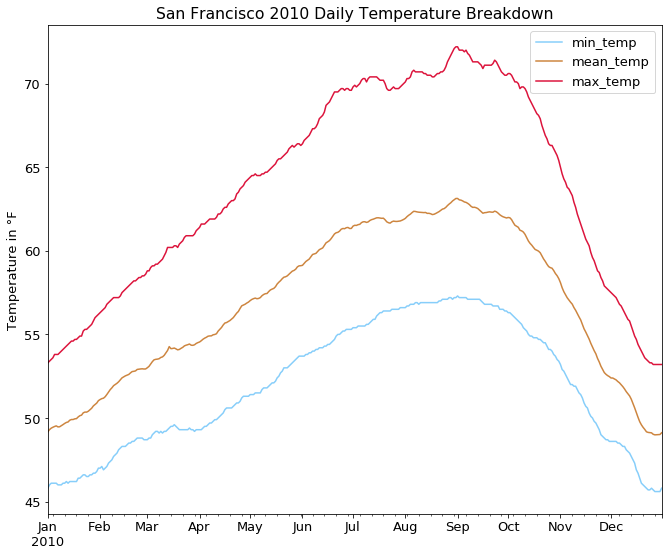 San Francisco 2010 Daily Temperature Breakdown
min_temp
mean_temp
max_temp
Temperature in °F
70
65
60
55
50
45
Jan Feb Mar Apr May Jun Jul Aug Sep Oct Nov Dec
2010